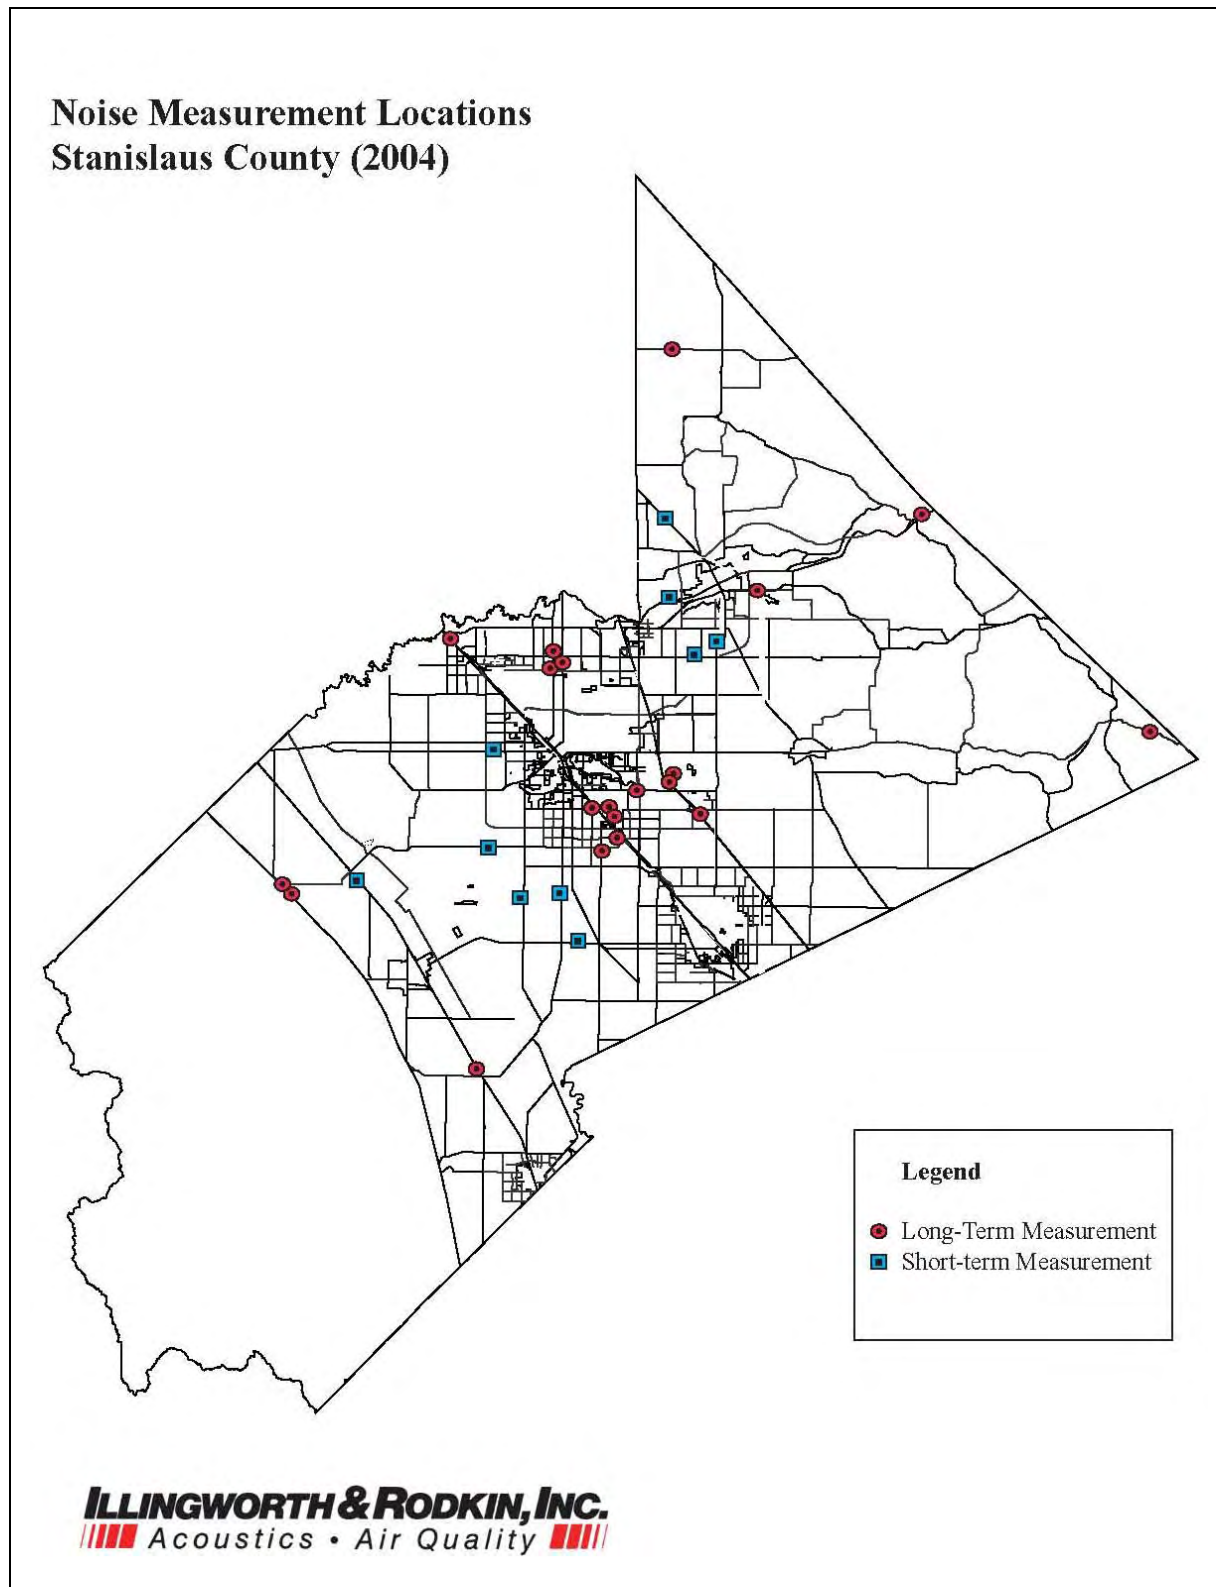 Noise Measurement Locations
Stanislaus County (2004)
Legend
Long-Term Measurement
Short-term Measurement
ILLINGWORTH & RODKIN, INC.
Acoustics • Air Quality